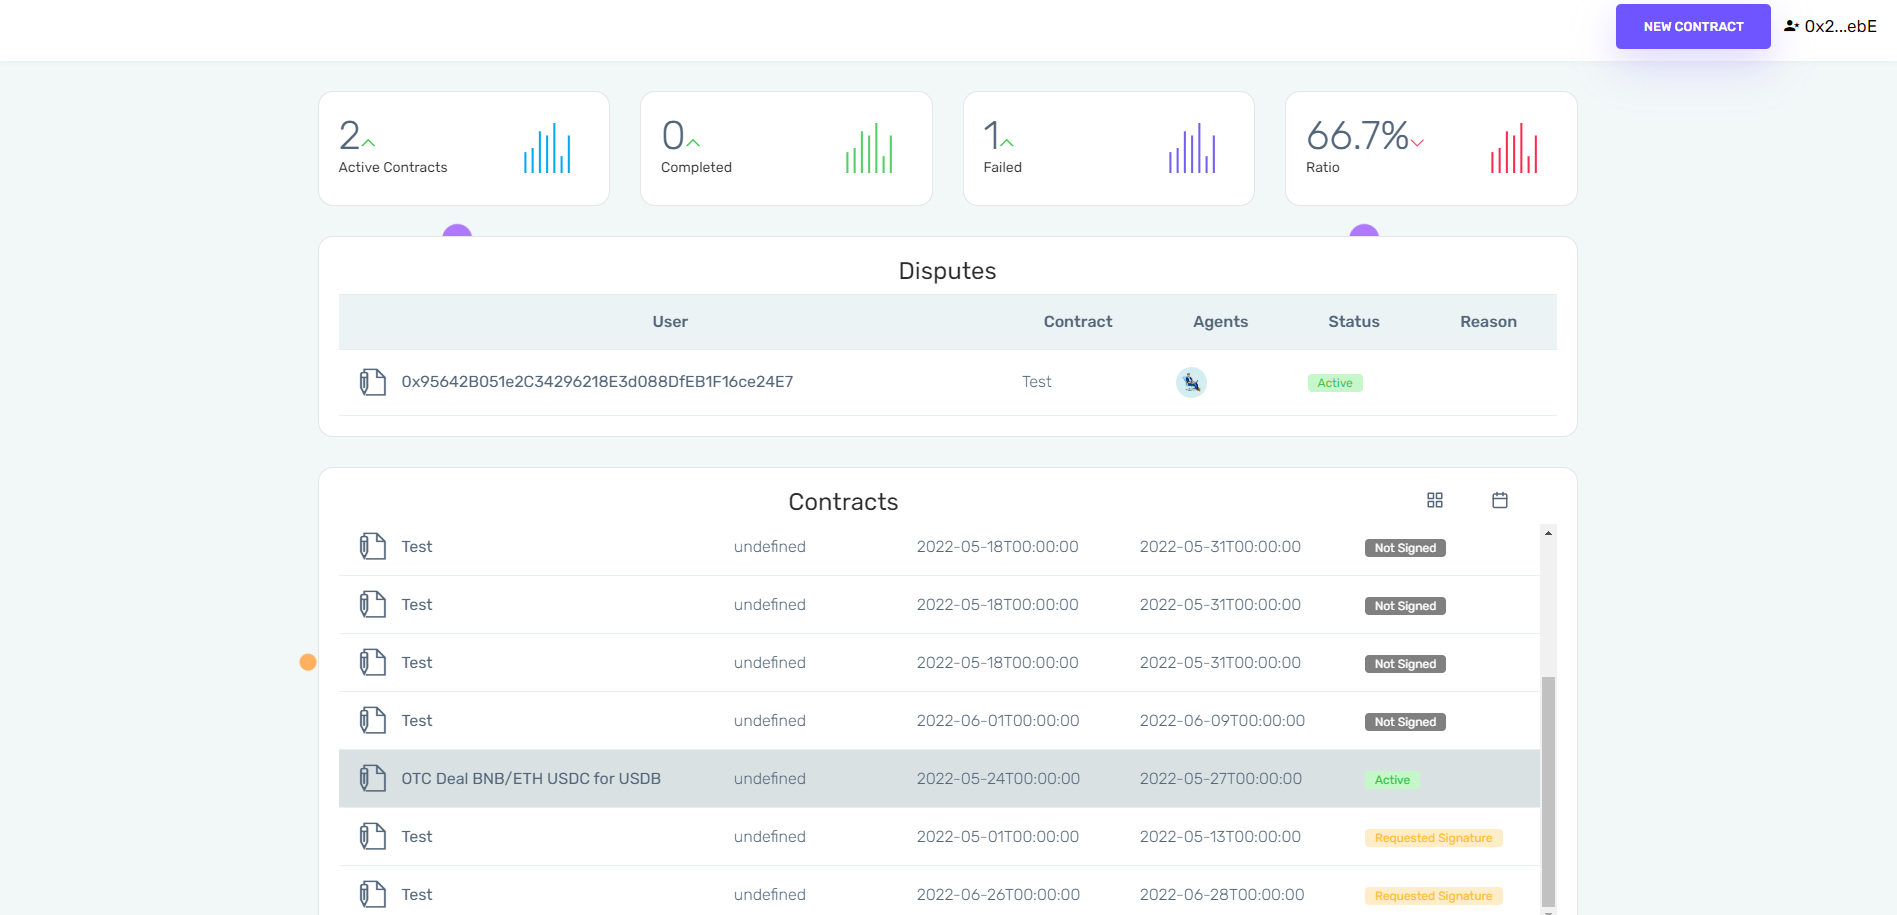 NEW CONTRACT 0x2...ebE
2 0 1 66.7%
Active Contracts Completed Failed Ratio
Disputes
User Contract Agents Status Reason
0x95642B051e2C34296218E3d088DfEB1F16ce24E7 Test Active
Contracts
Test undefined 2022-05-18T00:00:00 2022-05-31T00:00:00 Not Signed
Test undefined 2022-05-18T00:00:00 2022-05-31T00:00:00 Not Signed
Test undefined 2022-05-18T00:00:00 2022-05-31T00:00:00 Not Signed
Test undefined 2022-06-01T00:00:00 2022-06-09T00:00:00 Not Signed
OTC Deal BNB/ETH USDC for USDB undefined 2022-05-24T00:00:00 2022-05-27T00:00:00 Active
Test undefined 2022-05-01T00:00:00 2022-05-13T00:00:00 Requested Signature
Test undefined 2022-06-26T00:00:00 2022-06-28T00:00:00 Requested Signature